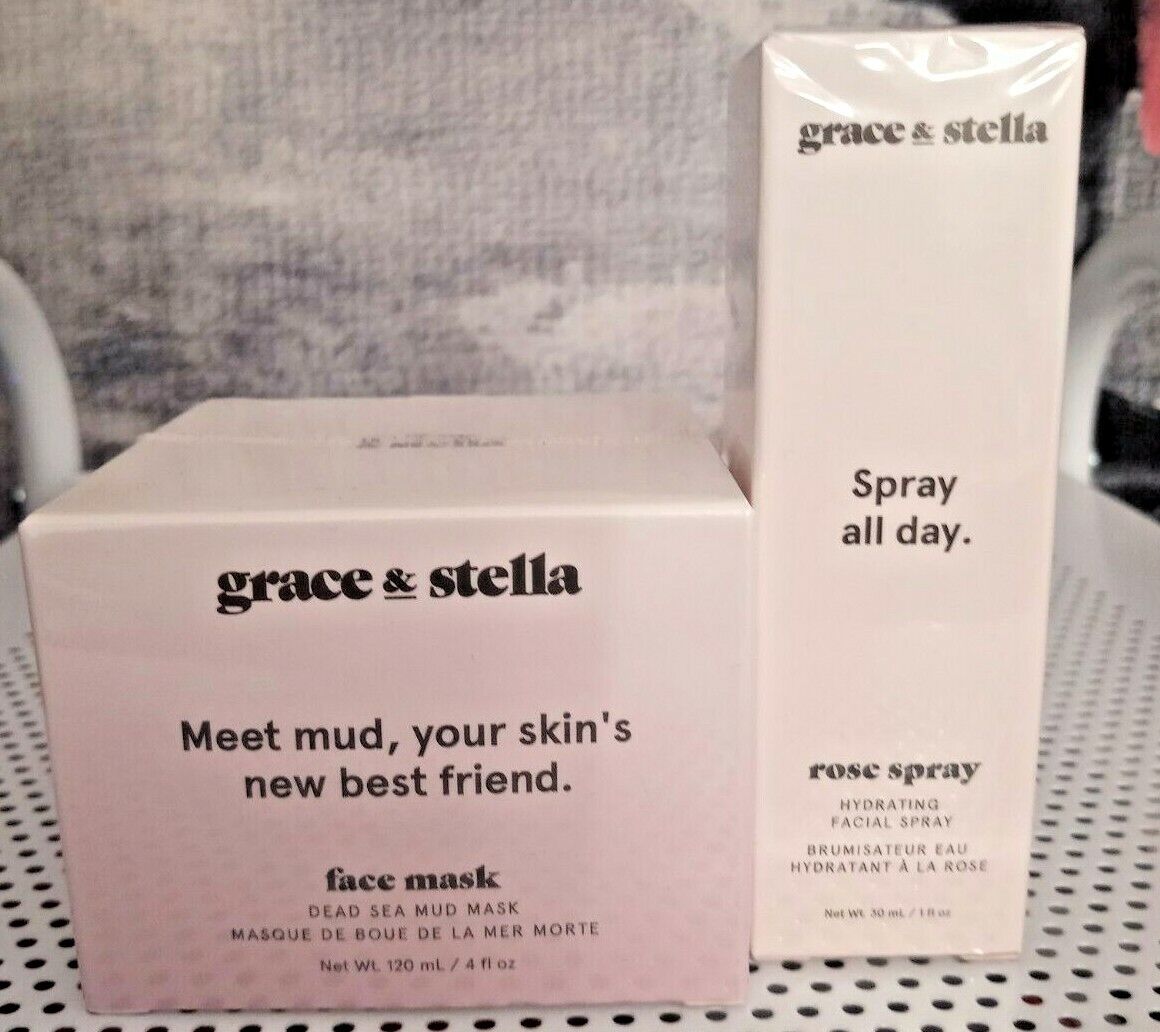 grace & stella
Meet mud, your skin's
new best friend.
face mask
DEAD SEA MUD MASK
MASQUE DE BOUE DE LA MER MORTE
Net Wt. 120 mL / 4 fl oz
grace & stella
Spray
all day.
rose spray
HYDRATING
FACIAL SPRAY
BRUMISATEUR EAU
HYDRATANT À LA ROSE
Net Wt. 30 mL / 1 fl oz